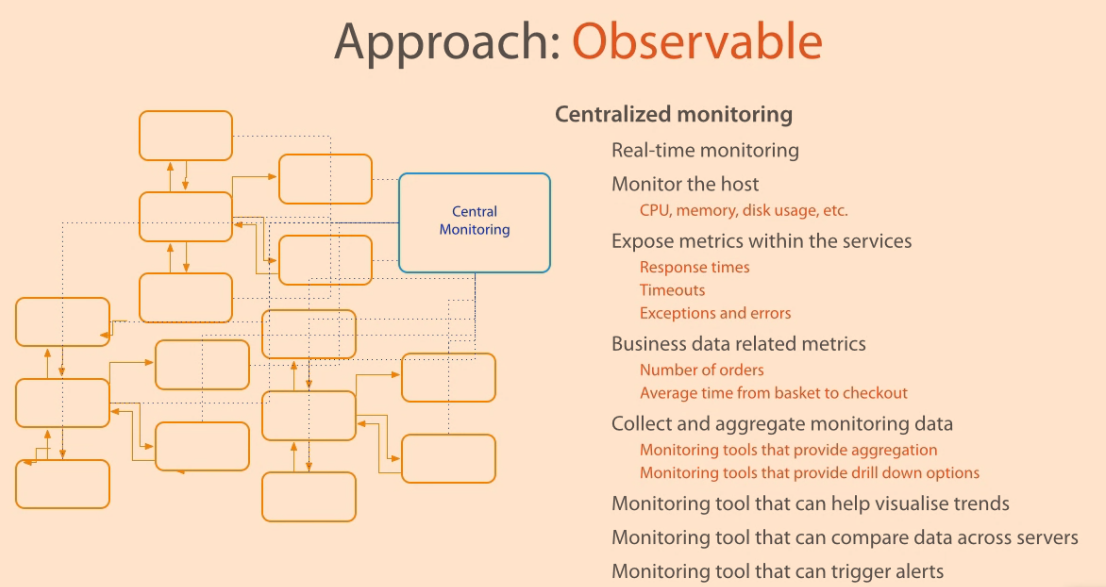 Approach: Observable
Central
Monitoring
Centralized monitoring
Real-time monitoring
Monitor the host
CPU, memory, disk usage, etc.
Expose metrics within the services
Response times
Timeouts
Exceptions and errors
Business data related metrics
Number of orders
Average time from basket to checkout
Collect and aggregate monitoring data
Monitoring tools that provide aggregation
Monitoring tools that provide drill down options
Monitoring tool that can help visualise trends
Monitoring tool that can compare data across servers
Monitoring tool that can trigger alerts